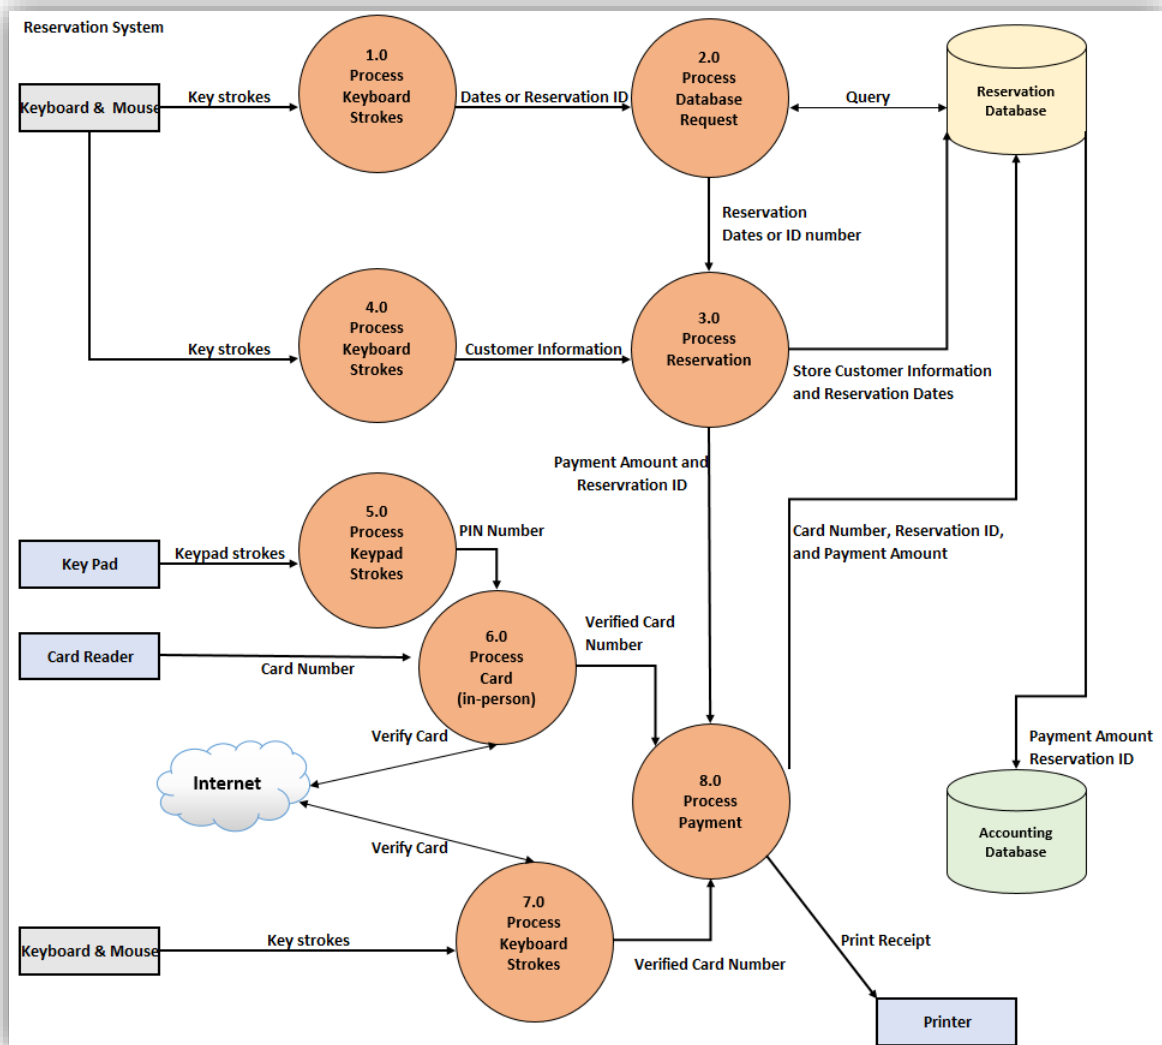 Reservation System
1.0
Process
Keyboard
Strokes
2.0
Process
Database
Request
Reservation
Database
Keyboard & Mouse
Key strokes
Dates or Reservation ID
Query
Reservation
Dates or ID number
4.0
Process
Keyboard
Strokes
3.0
Process
Reservation
Key strokes
Customer Information
Store Customer Information
and Reservation Dates
Payment Amount and
Reservration ID
5.0
Process
Keypad
Strokes
PIN Number
Key Pad
Keypad strokes
Card Number, Reservation ID,
and Payment Amount
6.0
Process
Card
(in-person)
Verified Card
Number
Card Reader
Card Number
Verify Card
Internet
Verify Card
8.0
Process
Payment
Payment Amount
Reservation ID
Accounting
Database
7.0
Process
Keyboard
Strokes
Keyboard & Mouse
Key strokes
Verified Card Number
Print Receipt
Printer